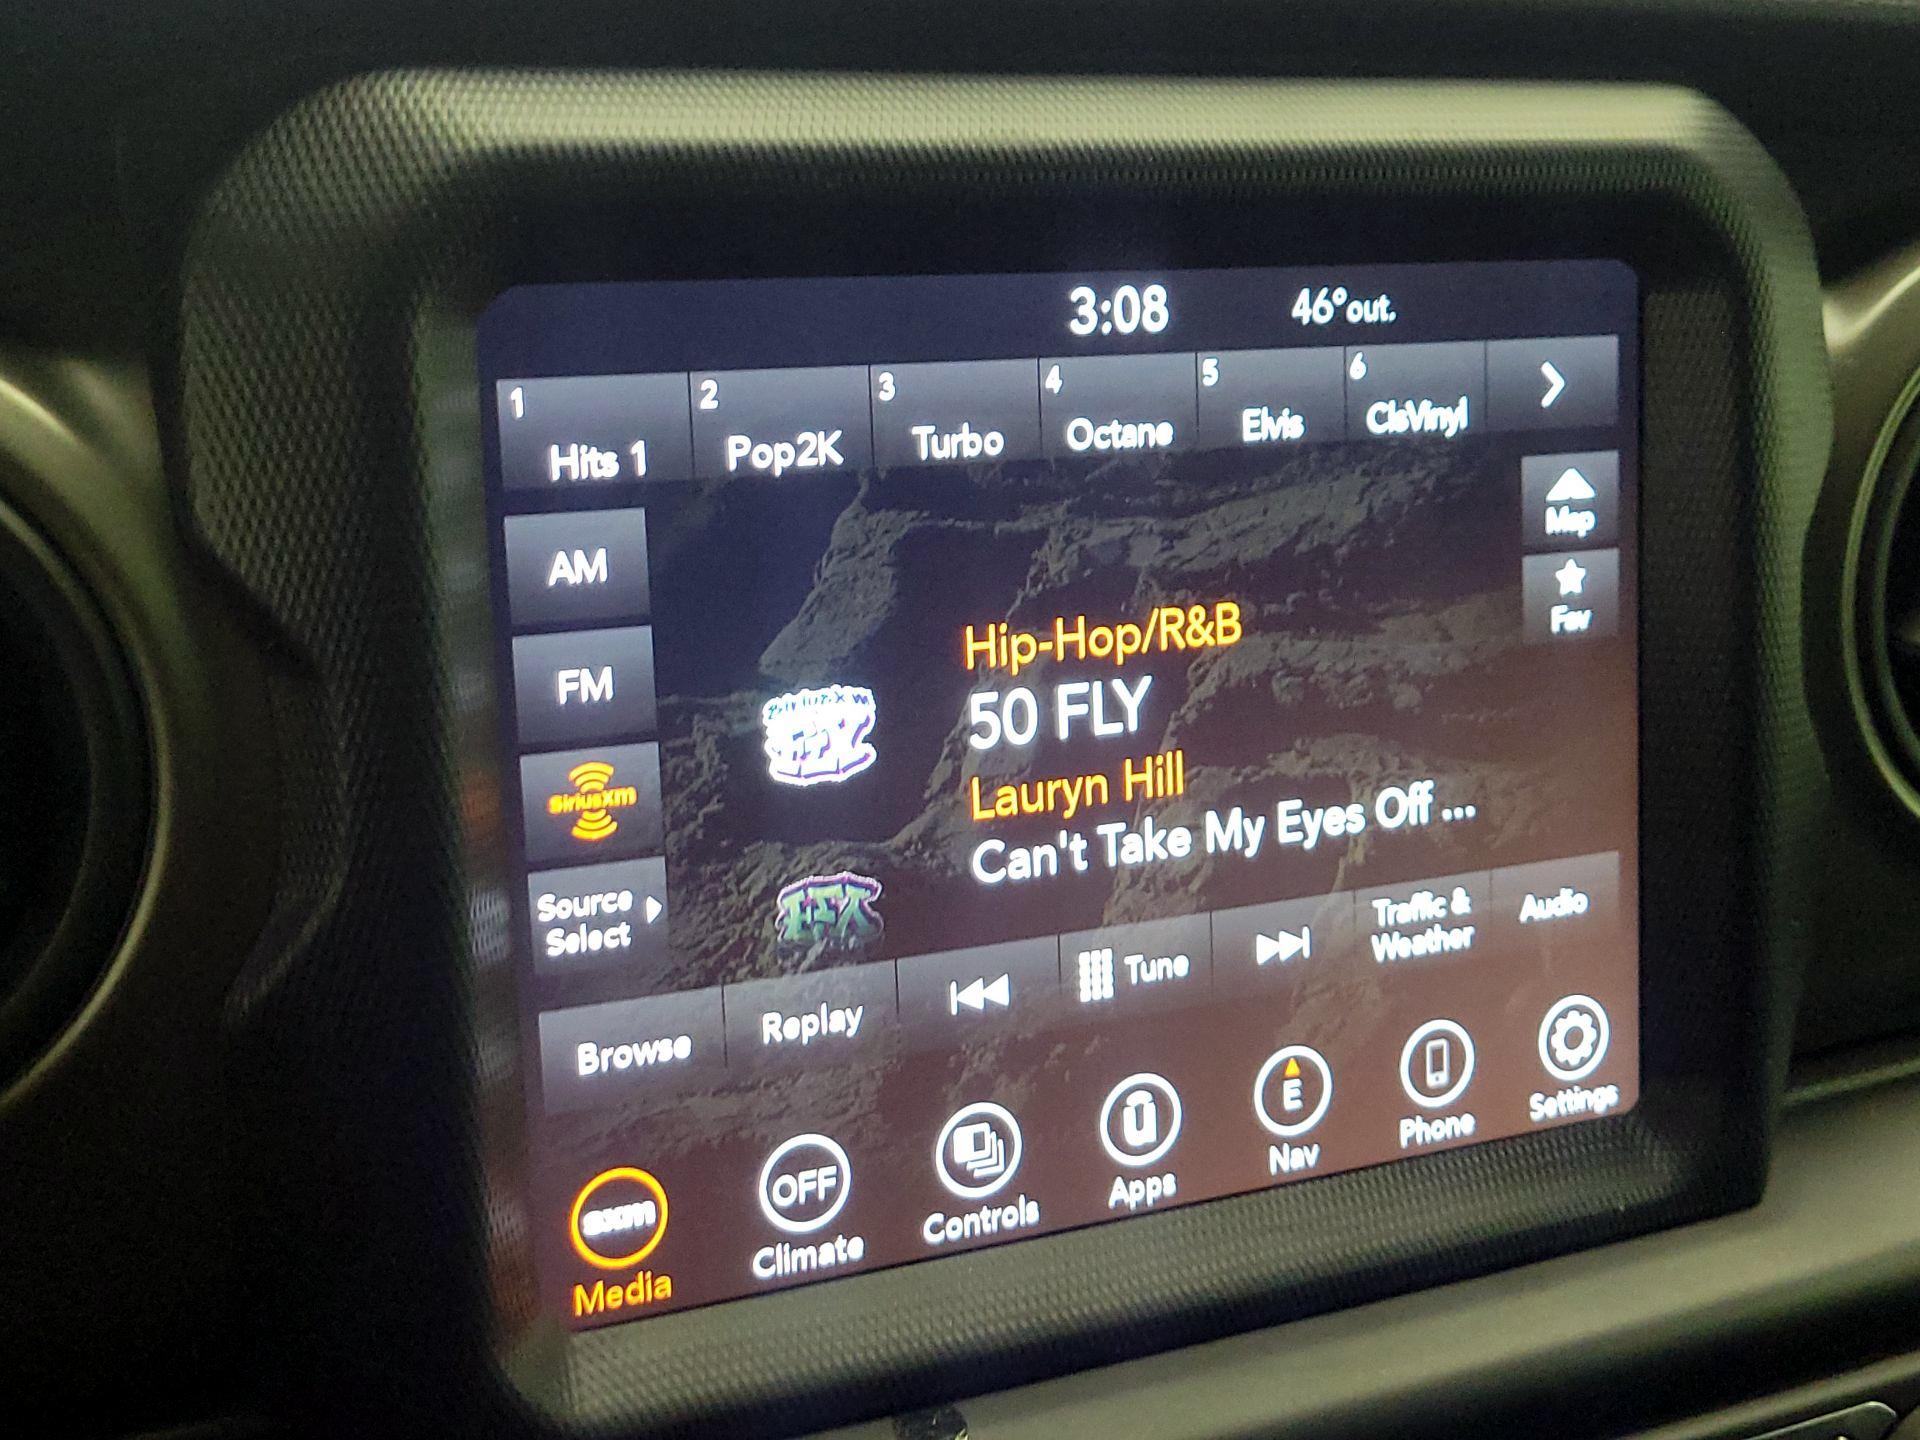 3:08 46°out.
1 Hits 1
2 Pop2K
3 Turbo
4 Octane
5 Elvis
6 ClsVinyl
AM
FM
siriusxm
Source
Select
Map
Fav
Hip-Hop/R&B
50 FLY
Lauryn Hill
Can't Take My Eyes Off ...
Browse
Replay
Tune
Traffic &
Weather
Audio
sxm
Media
OFF
Climate
Controls
Apps
E
Nav
Phone
Settings